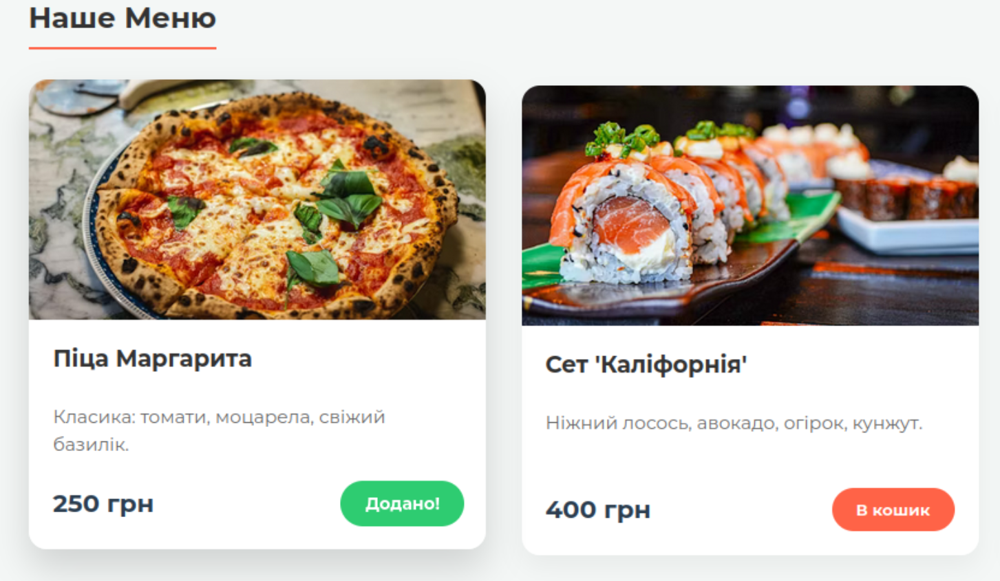 Наше Меню
Піца Маргарита
Класика: томати, моцарела, свіжий
базилік.
250 грн
Додано!
Сет 'Каліфорнія'
Ніжний лосось, авокадо, огірок, кунжут.
400 грн
В кошик